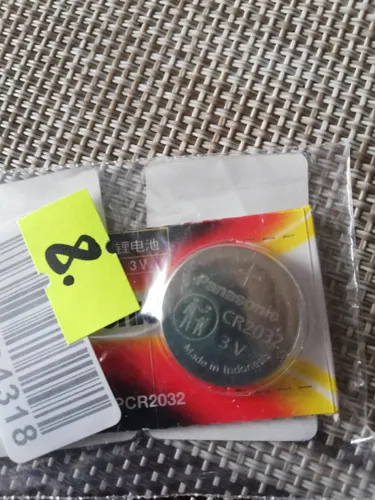 8.
锂电池
3V
Panasonic
CR2032
3V
Made in Indonesia
PCR2032
4318